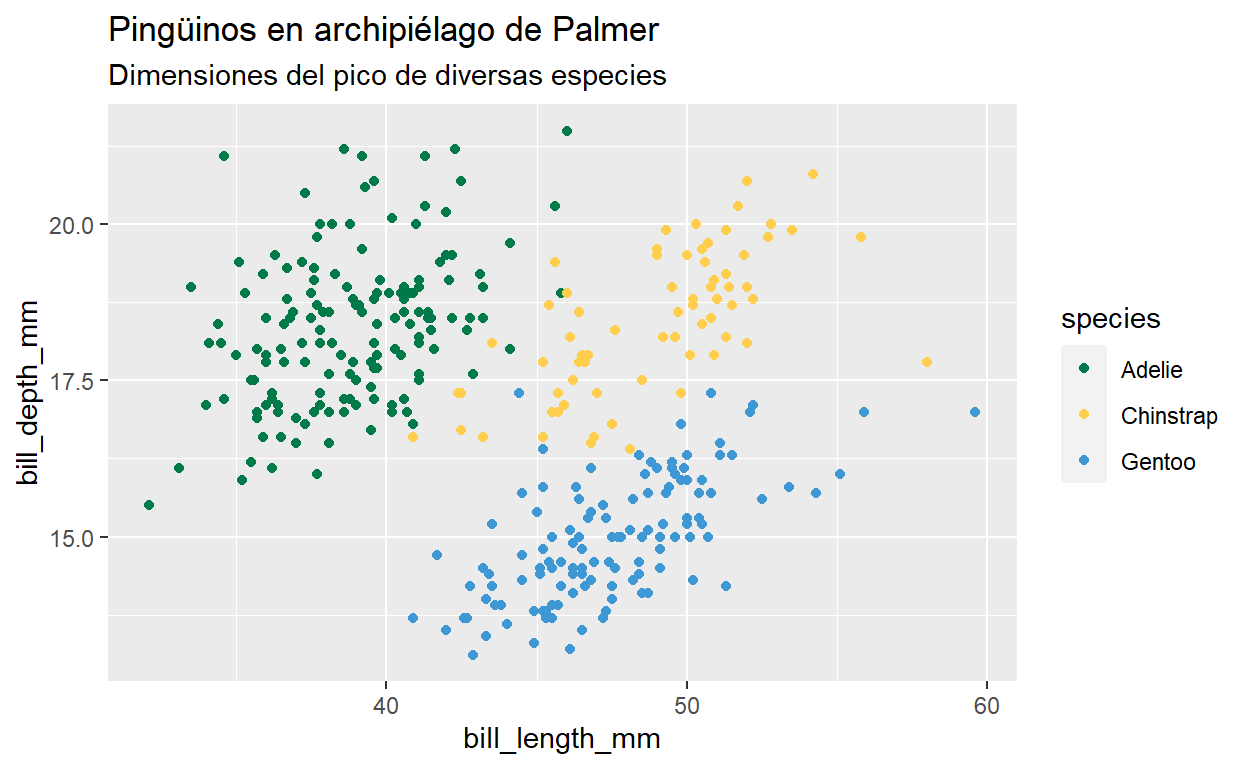 Pingüinos en archipiélago de Palmer
Dimensiones del pico de diversas especies
bill_depth_mm
20.0
17.5
15.0
40
50
60
bill_length_mm
species
Adelie
Chinstrap
Gentoo